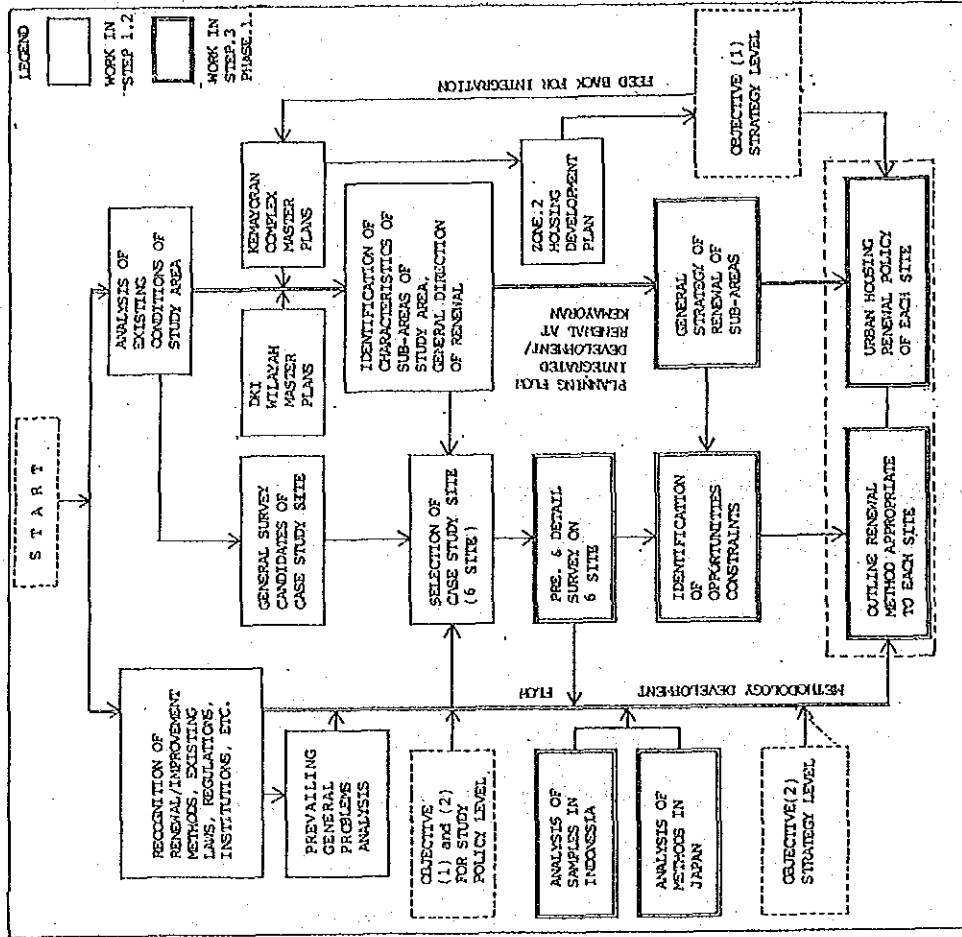 LEGEND
WORK IN
STEP 1.2
WORK IN
STEP.3
PHASE.1
START
ANALYSIS OF
EXISTING
CONDITIONS OF
STUDY AREA
RECOGNITION OF
RENEWAL/IMPROVEMENT
METHODS, EXISTING
LAWS, REGULATIONS,
INSTITUTIONS, ETC.
GENERAL SURVEY
CANDIDATES OF
CASE STUDY SITE
DKI
WILAYAH
MASTER
PLANS
KEMAYORAN
COMPLEX
MASTER
PLANS
PREVAILING
GENERAL
PROBLEMS
ANALYSIS
IDENTIFICATION OF
CHARACTERISTICS OF
SUB-AREAS OF
STUDY AREA,
GENERAL DIRECTION
OF RENEWAL
FEED BACK FOR INTEGRATION
SELECTION OF
CASE STUDY SITE
(6 SITE)
OBJECTIVE
(1) and (2)
FOR STUDY
POLICY LEVEL
PRE. & DETAIL
SURVEY ON
6 SITE
PLANNING FLOW
INTEGRATED
DEVELOPMENT/
RENEWAL AT
KEMAYORAN
ZONE.2
HOUSING
DEVELOPMENT
PLAN
ANALYSIS OF
SAMPLES IN
INDONESIA
ANALYSIS OF
METHODS IN
JAPAN
METHODOLOGY DEVELOPMENT
FLOW
IDENTIFICATION
OF
OPPORTUNITIES
CONSTRAINTS
GENERAL
STRATEGY OF
RENEWAL OF
SUB-AREAS
OBJECTIVE (1)
STRATEGY LEVEL
OBJECTIVE(2)
STRATEGY LEVEL
OUTLINE RENEWAL
METHOD APPROPRIATE
TO EACH SITE
URBAN HOUSING
RENEWAL POLICY
OF EACH SITE